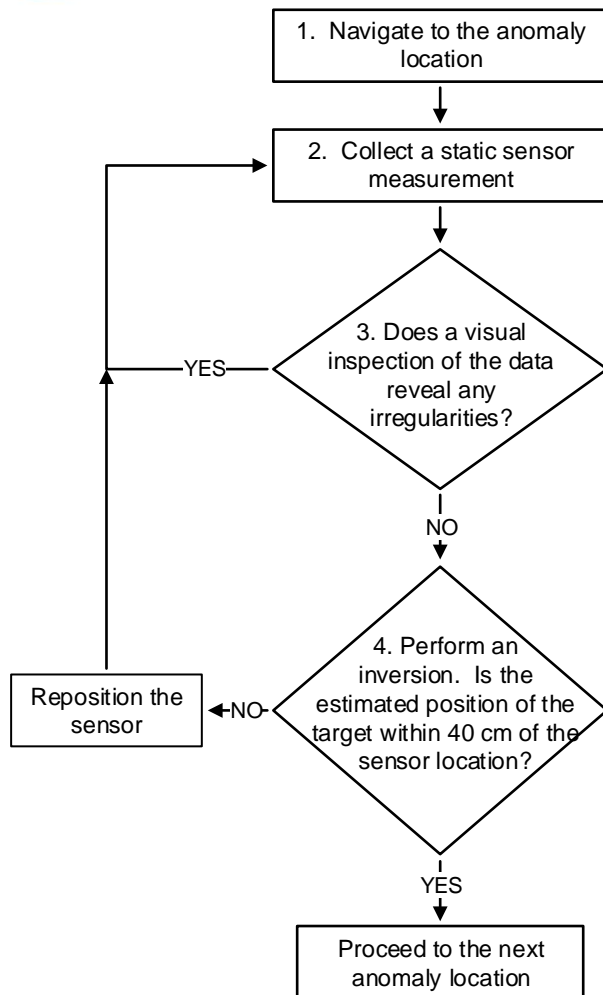 1. Navigate to the anomaly
location
2. Collect a static sensor
measurement
3. Does a visual
inspection of the data
reveal any
irregularities?
YES
NO
4. Perform an
inversion. Is the
estimated position of the
target within 40 cm of the
sensor location?
NO
Reposition the
sensor
YES
Proceed to the next
anomaly location